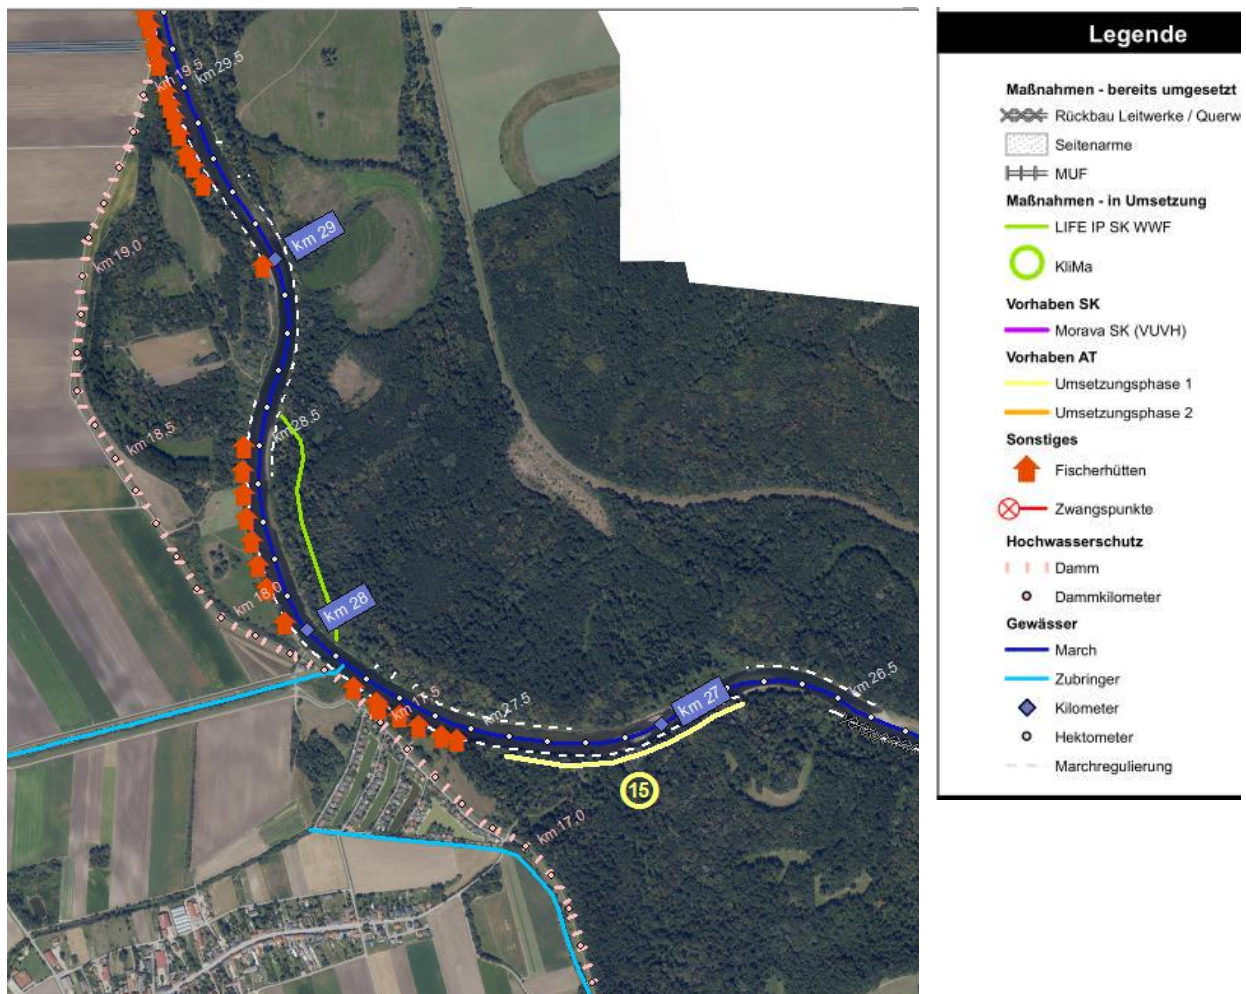 km 19.5
km 29.5
km 29
km 19.0
km 28.5
km 18.5
km 28
km 18.0
km 26.5
km 27
km 27.5
km 17.5
15
km 17.0
Legende
Maßnahmen - bereits umgesetzt
Rückbau Leitwerke / Querw
Seitenarme
MUF
Maßnahmen - in Umsetzung
LIFE IP SK WWF
KliMa
Vorhaben SK
Morava SK (VUVH)
Vorhaben AT
Umsetzungsphase 1
Umsetzungsphase 2
Sonstiges
Fischerhütten
Zwangspunkte
Hochwasserschutz
Damm
Dammkilometer
Gewässer
March
Zubringer
Kilometer
Hektometer
Marchregulierung